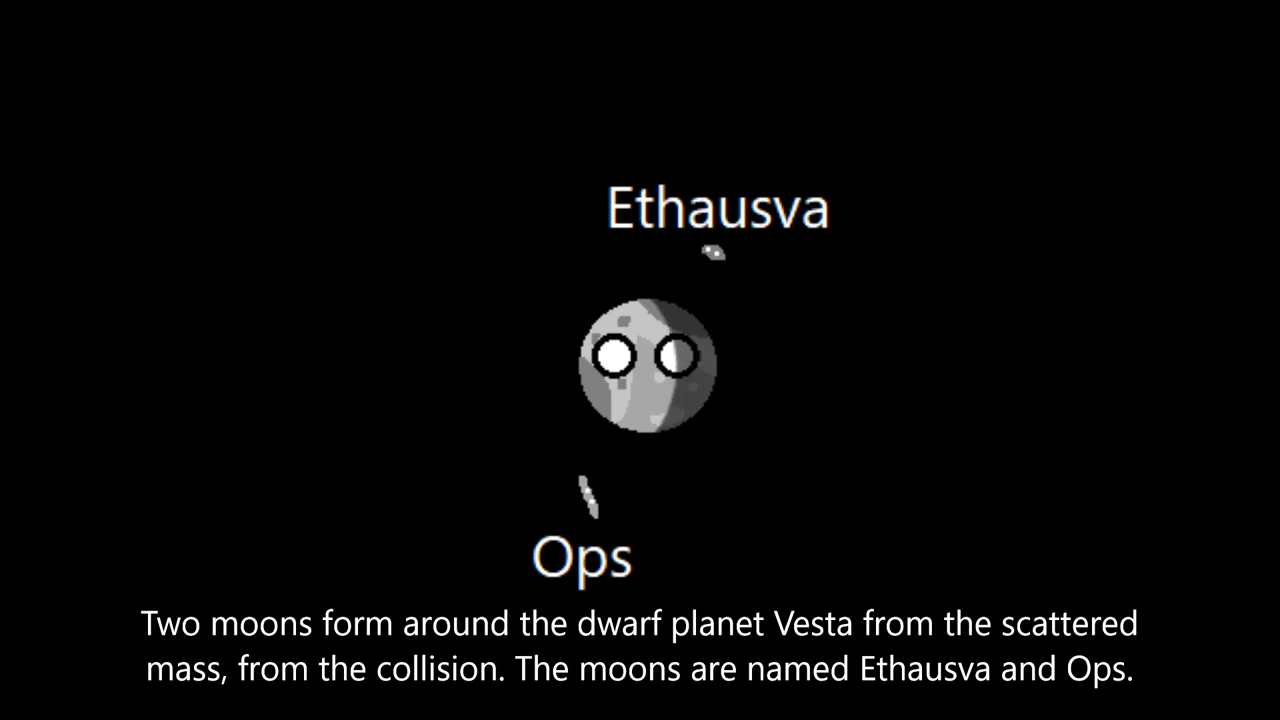 Ethausva
Ops
Two moons form around the dwarf planet Vesta from the scattered
mass, from the collision. The moons are named Ethausva and Ops.